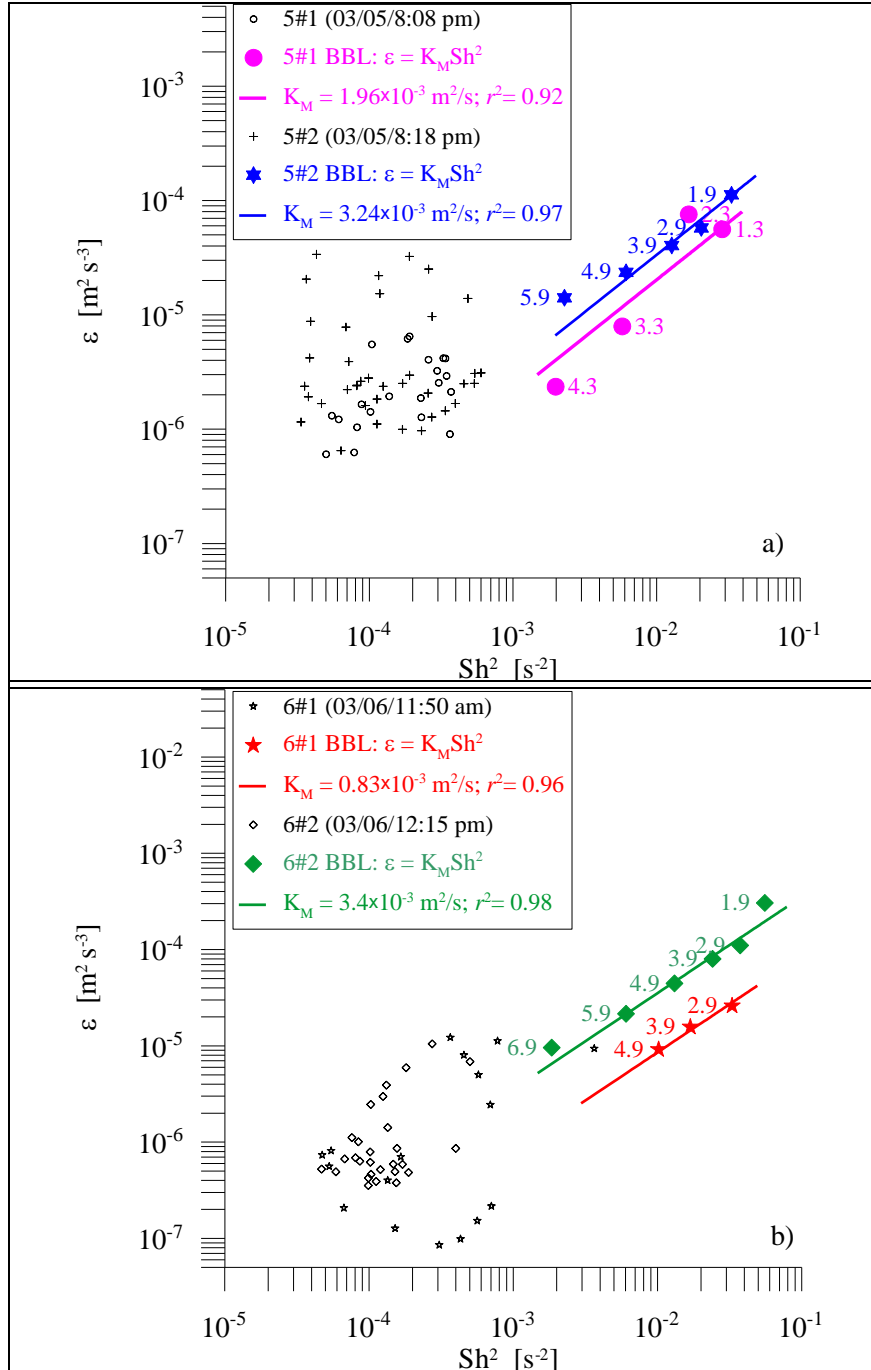 5#1 (03/05/8:08 pm)
5#1 BBL: ε = K_MSh²
K_M = 1.96×10⁻³ m²/s; r²= 0.92
5#2 (03/05/8:18 pm)
5#2 BBL: ε = K_MSh²
K_M = 3.24×10⁻³ m²/s; r²= 0.97
10⁻³
10⁻⁴
10⁻⁵
10⁻⁶
10⁻⁷
ε [m² s⁻³]
1.9
2.3
2.9
1.3
3.9
4.9
5.9
3.3
4.3
a)
10⁻⁵ 10⁻⁴ 10⁻³ 10⁻² 10⁻¹
Sh² [s⁻²]
6#1 (03/06/11:50 am)
6#1 BBL: ε = K_MSh²
K_M = 0.83×10⁻³ m²/s; r²= 0.96
6#2 (03/06/12:15 pm)
6#2 BBL: ε = K_MSh²
K_M = 3.4×10⁻³ m²/s; r²= 0.98
10⁻²
10⁻³
10⁻⁴
10⁻⁵
10⁻⁶
10⁻⁷
ε [m² s⁻³]
1.9
2.9
3.9
4.9
5.9
6.9
2.9
3.9
4.9
b)
10⁻⁵ 10⁻⁴ 10⁻³ 10⁻² 10⁻¹
Sh² [s⁻²]